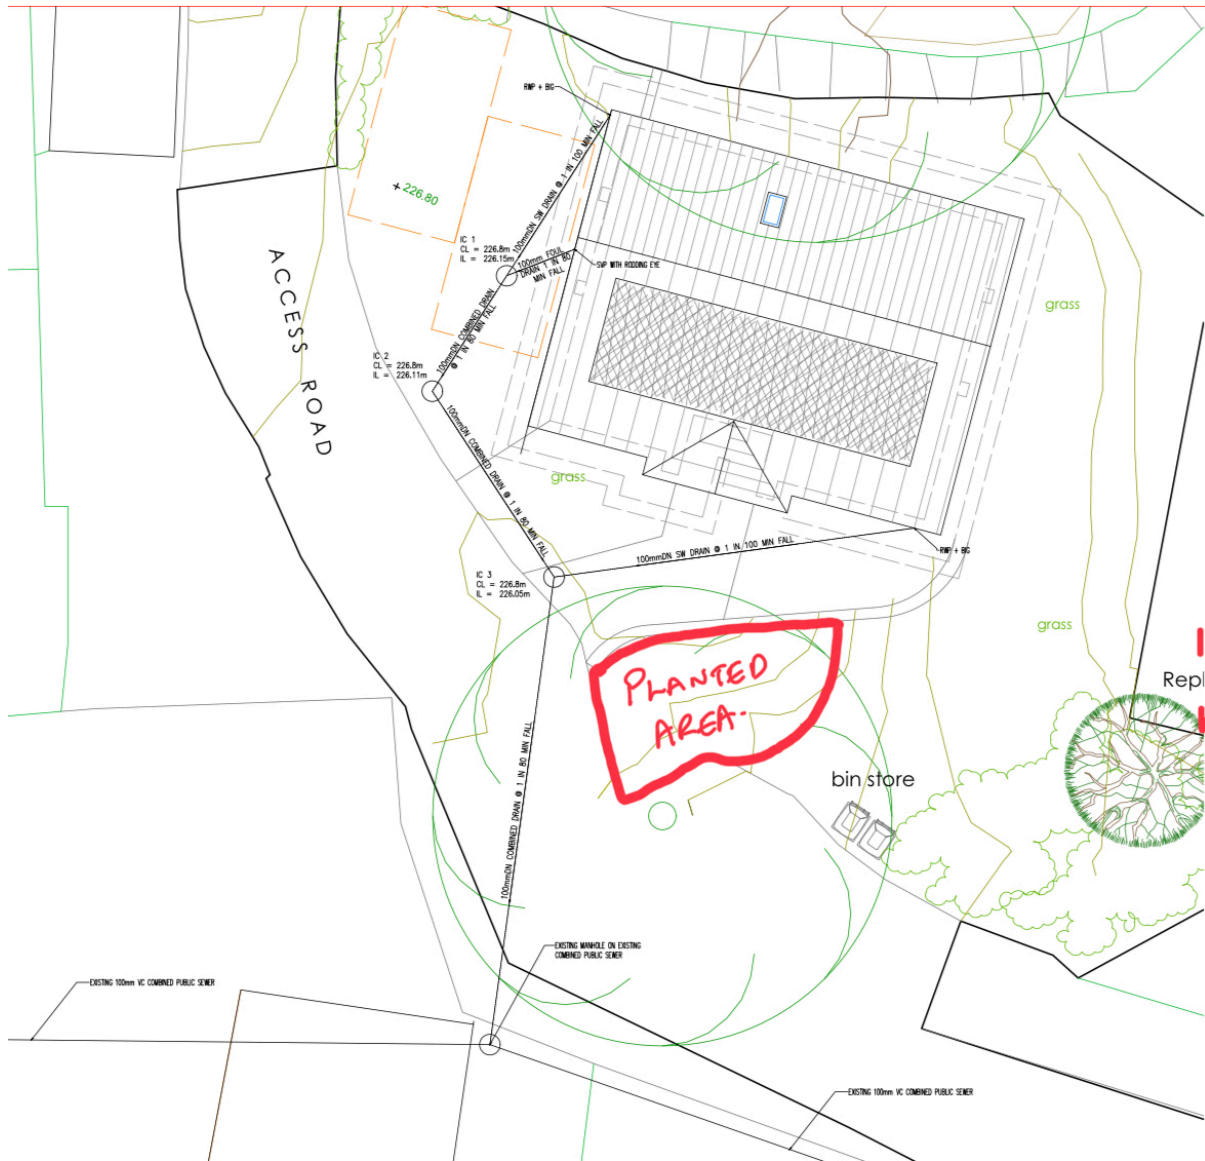 RWP + BIG
100mmDN SW DRAIN @ 1 IN 100 MIN FALL
+ 226.80
IC 1
CL = 226.8m
IL = 226.15m
100mm FOUL
DRAIN 1 IN 80
MIN FALL
SVP WITH RODDING EYE
ACCESS ROAD
100mmDN COMBINED DRAIN
@ 1 IN 80 MIN FALL
grass
IC 2
CL = 226.8m
IL = 226.11m
100mmDN COMBINED DRAIN @ 1 IN 80 MIN FALL
grass
100mmDN SW DRAIN @ 1 IN 100 MIN FALL
RWP + BIG
IC 3
CL = 226.8m
IL = 226.05m
grass
PLANTED
AREA.
Repl
bin store
100mmDN COMBINED DRAIN @ 1 IN 80 MIN FALL
EXISTING MANHOLE ON EXISTING
COMBINED PUBLIC SEWER
EXISTING 100mm VC COMBINED PUBLIC SEWER
EXISTING 100mm VC COMBINED PUBLIC SEWER